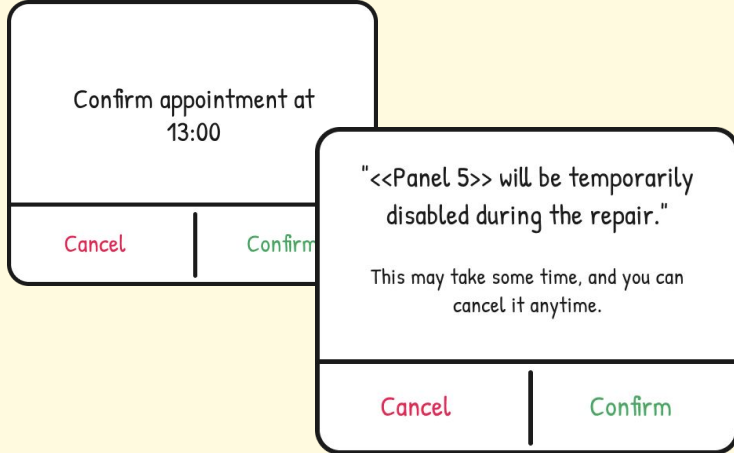 Confirm appointment at
13:00
Cancel
Confirm
"<<Panel 5>> will be temporarily
disabled during the repair."
This may take some time, and you can
cancel it anytime.
Cancel
Confirm